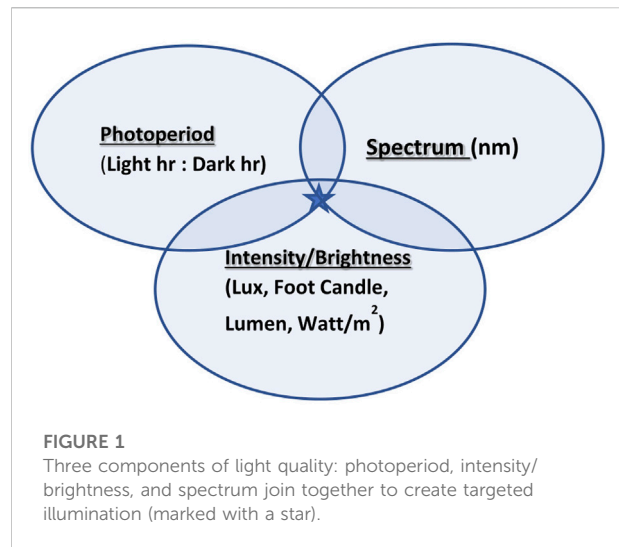 Photoperiod
(Light hr : Dark hr)
Spectrum (nm)
Intensity/Brightness
(Lux, Foot Candle,
Lumen, Watt/m²)
FIGURE 1
Three components of light quality: photoperiod, intensity/
brightness, and spectrum join together to create targeted
illumination (marked with a star).